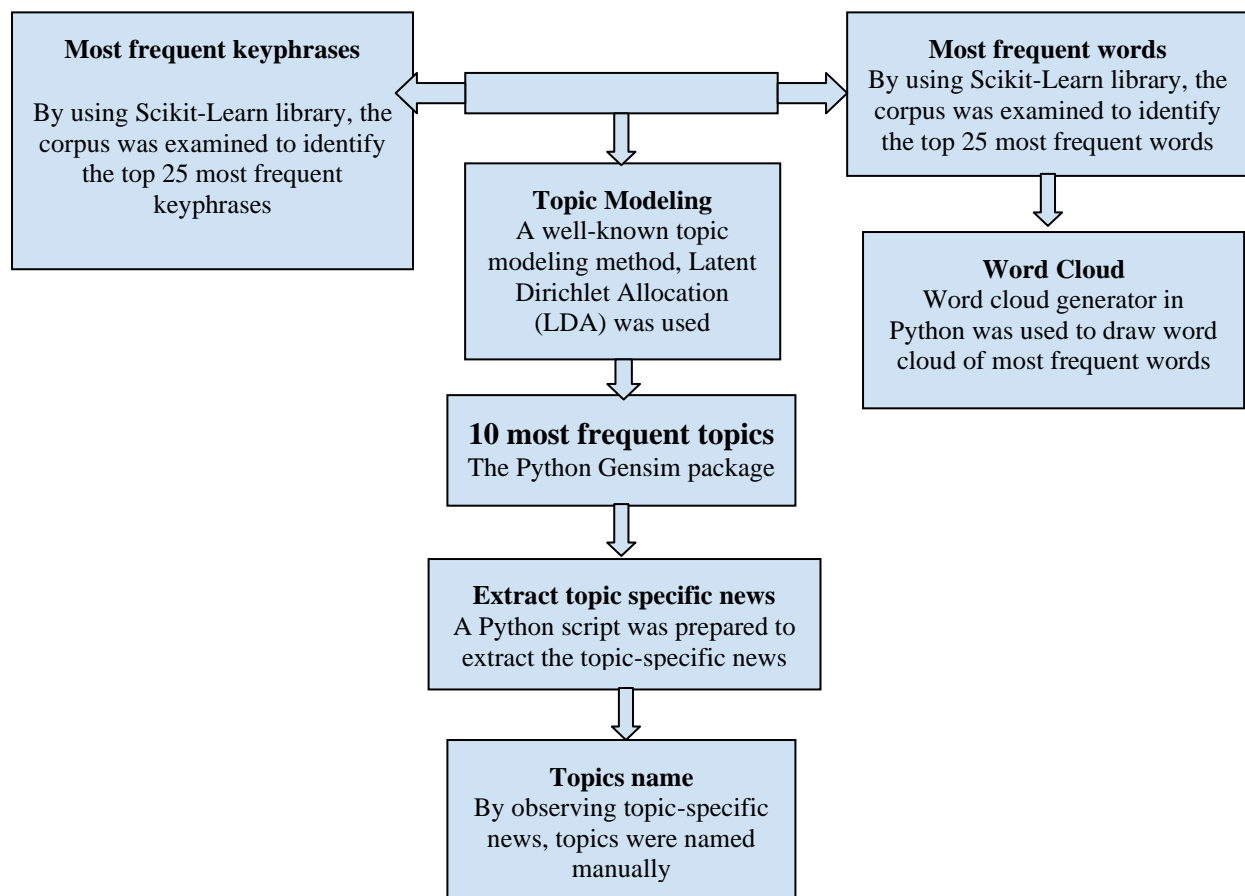 Most frequent keyphrases
By using Scikit-Learn library, the
corpus was examined to identify
the top 25 most frequent
keyphrases
Most frequent words
By using Scikit-Learn library, the
corpus was examined to identify
the top 25 most frequent words
Topic Modeling
A well-known topic
modeling method, Latent
Dirichlet Allocation
(LDA) was used
Word Cloud
Word cloud generator in
Python was used to draw word
cloud of most frequent words
10 most frequent topics
The Python Gensim package
Extract topic specific news
A Python script was prepared to
extract the topic-specific news
Topics name
By observing topic-specific
news, topics were named
manually